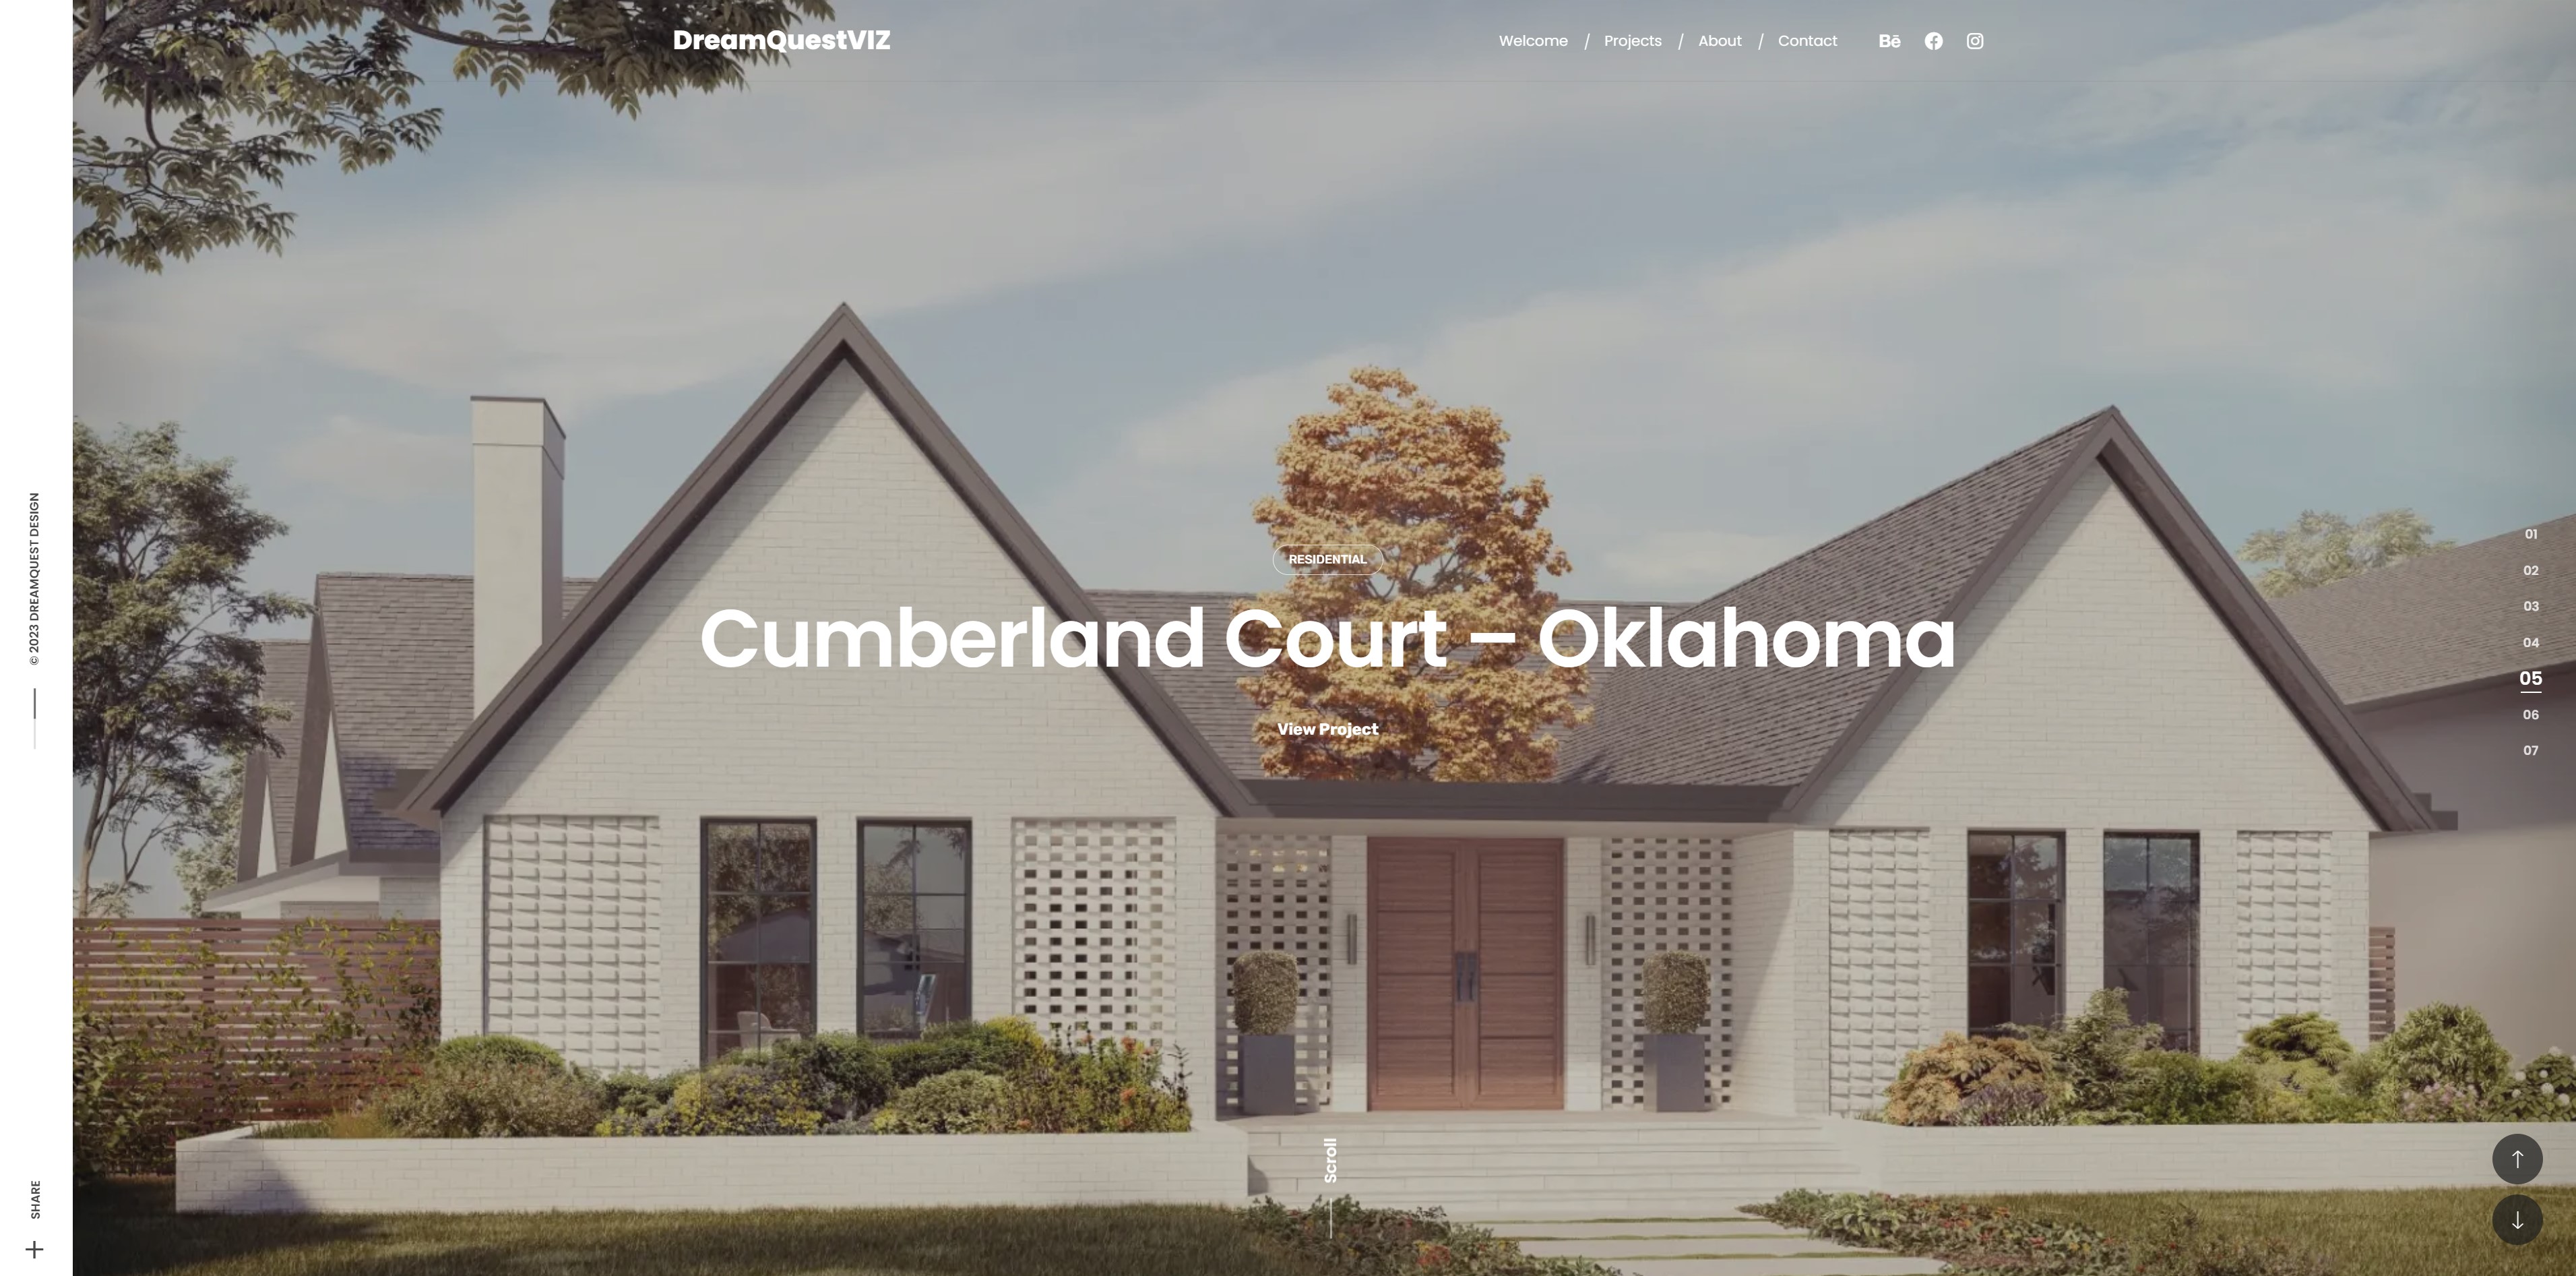 DreamQuestVIZ
Welcome / Projects / About / Contact Bē
© 2023 DREAMQUEST DESIGN
RESIDENTIAL
Cumberland Court – Oklahoma
View Project
01
02
03
04
05
06
07
Scroll
SHARE